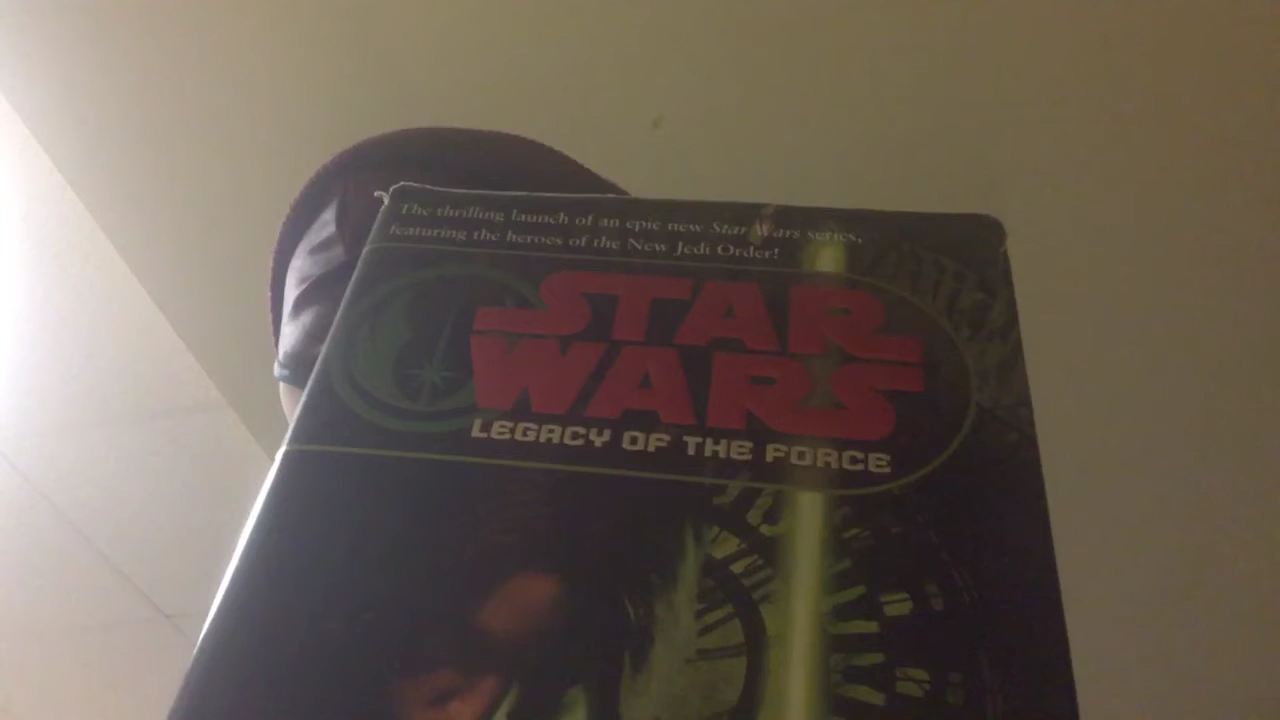 The thrilling launch of an epic new Star Wars series,
featuring the heroes of the New Jedi Order!
STAR
WARS
LEGACY OF THE FORCE